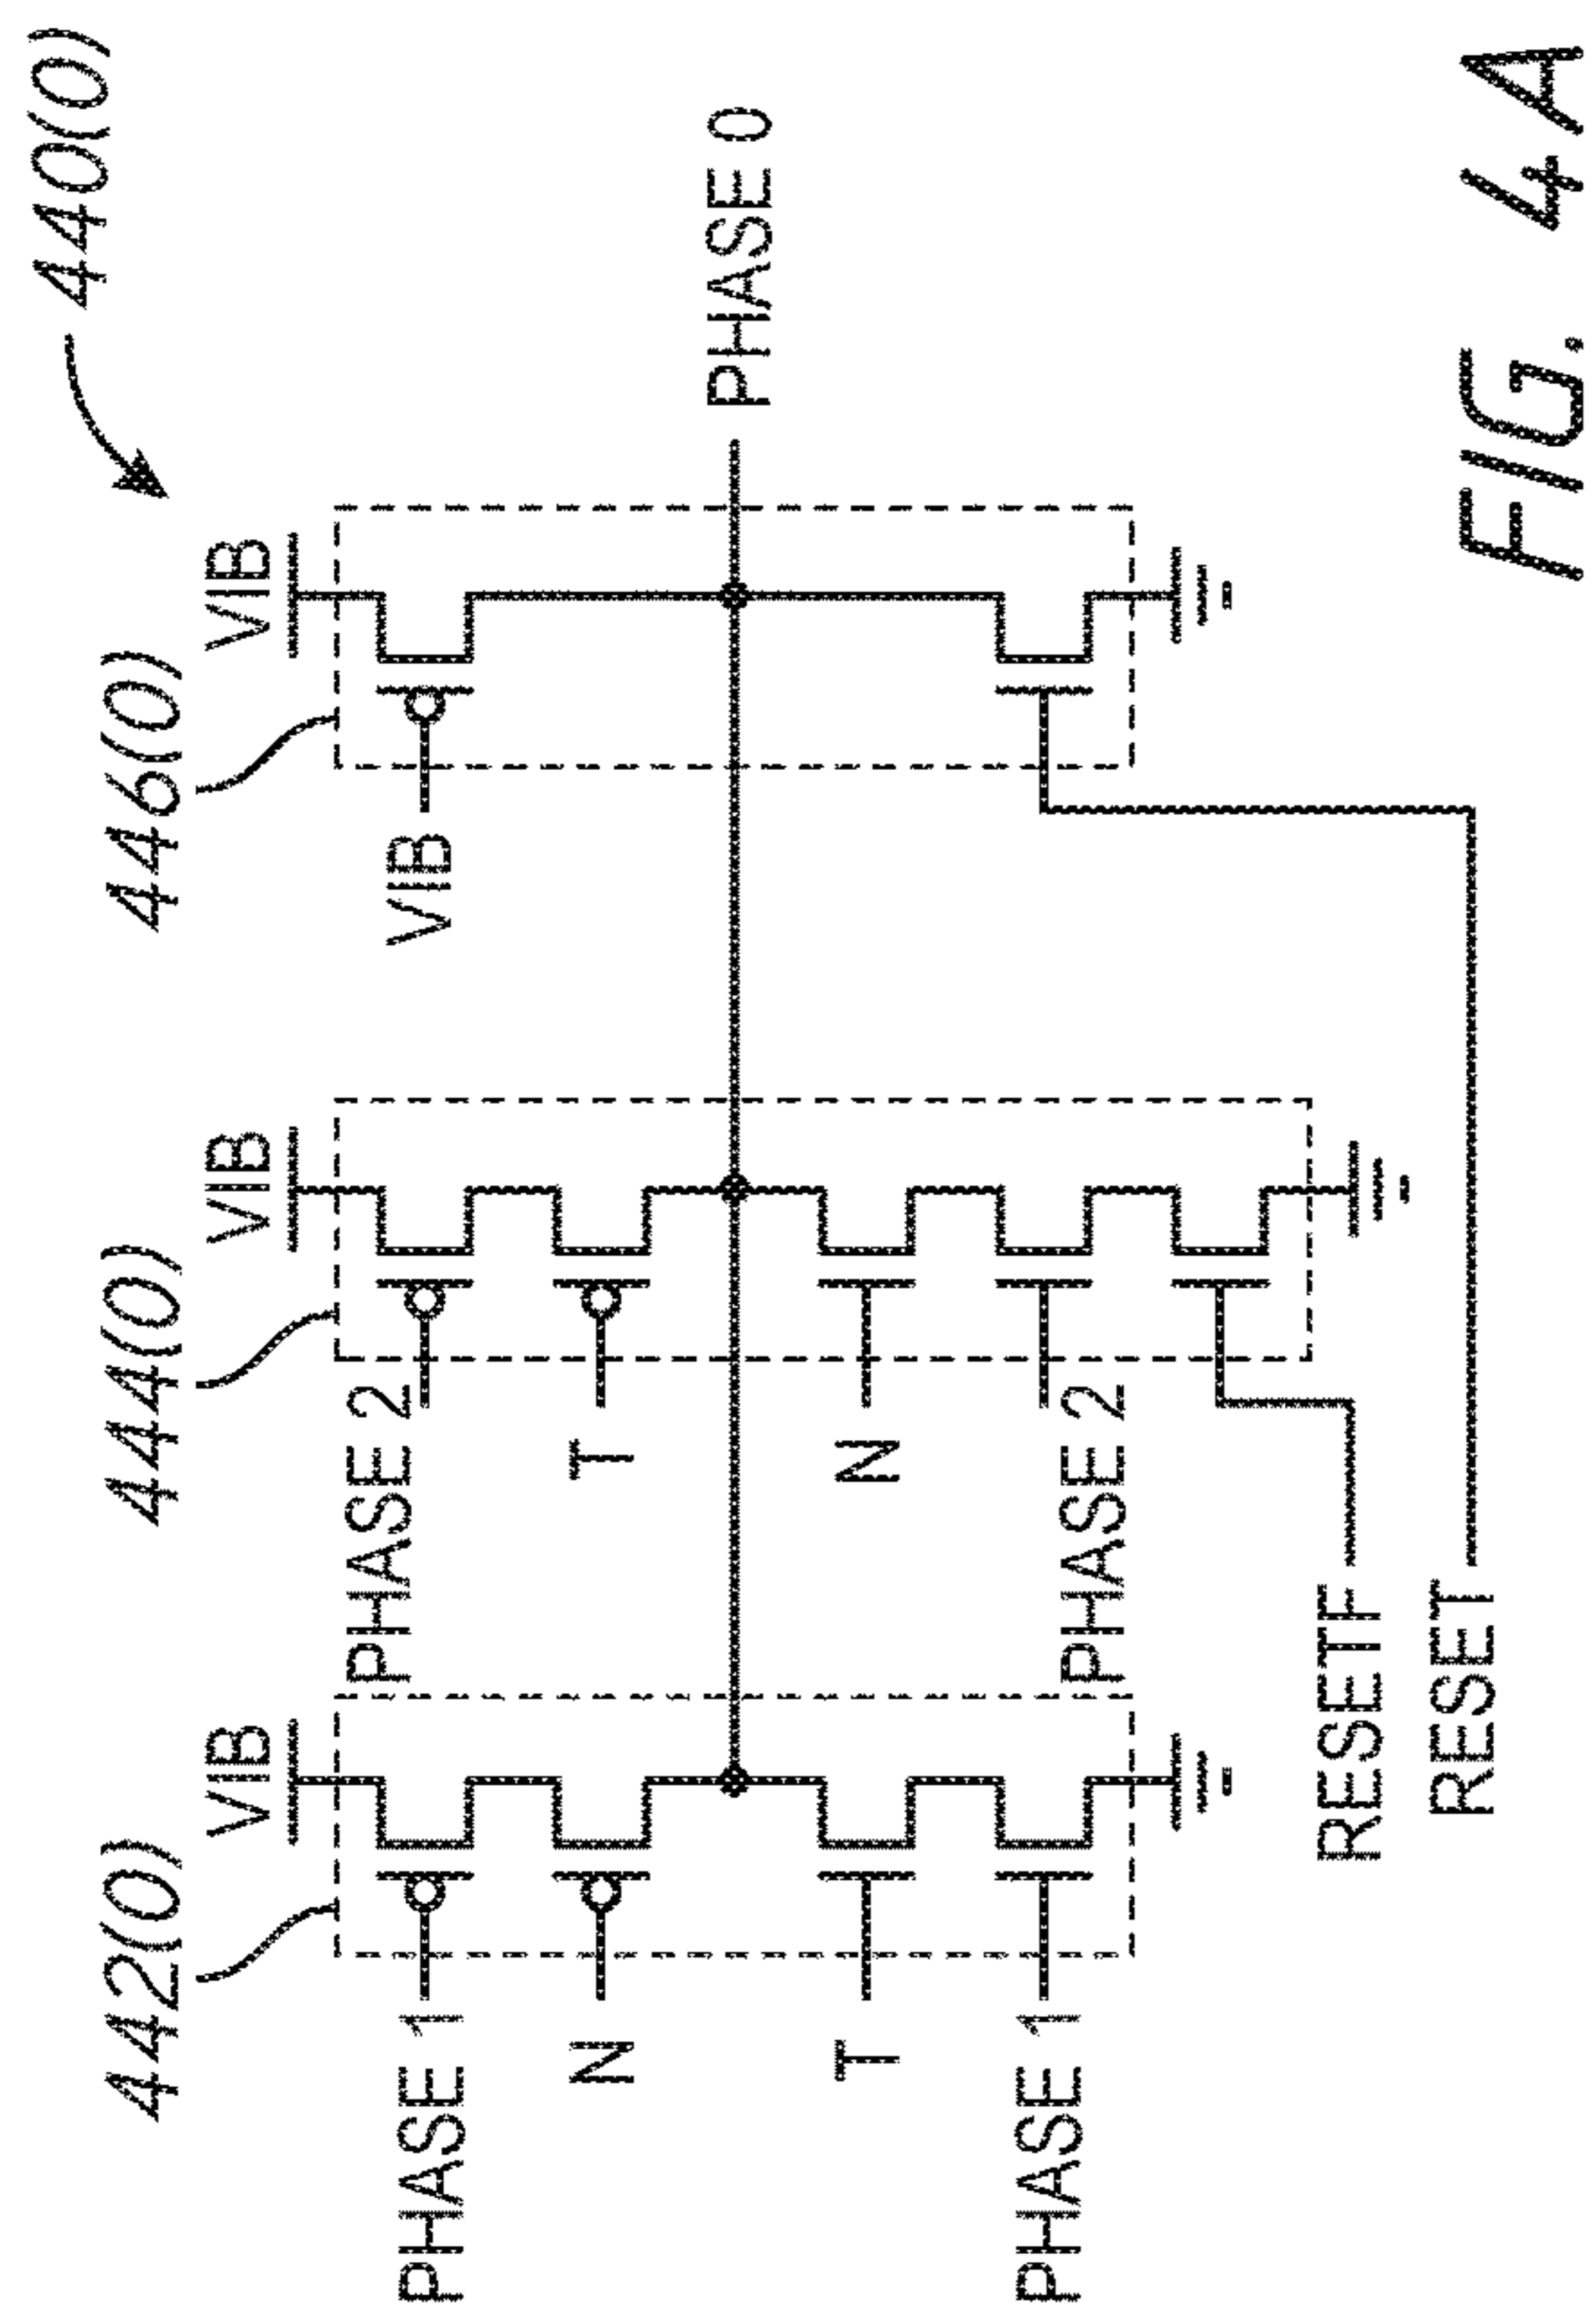 440(0)
442(0)
444(0)
446(0)
VIB
VIB
VIB
PHASE 1
PHASE 2
VIB
N
T
PHASE 0
T
N
PHASE 1
PHASE 2
RESETF
RESET
FIG. 4A